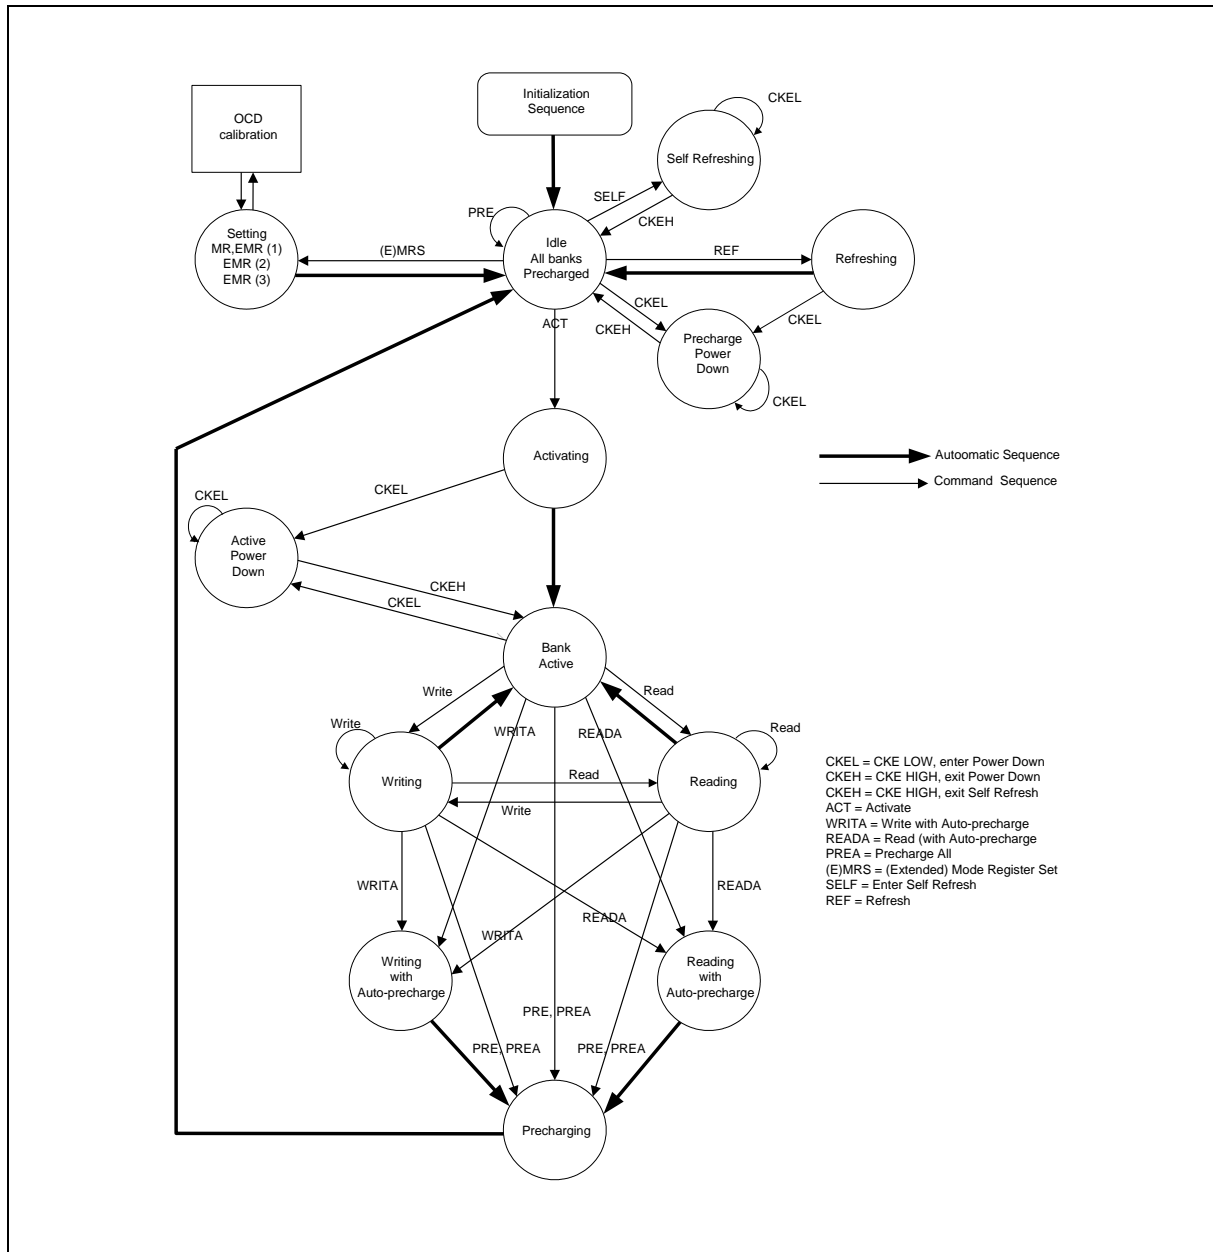 Initialization
Sequence
OCD
calibration
CKEL
Self Refreshing
SELF
CKEH
PRE
Idle
All banks
Precharged
Setting
MR,EMR (1)
EMR (2)
EMR (3)
(E)MRS
REF
Refreshing
CKEL
CKEH
CKEL
ACT
Precharge
Power
Down
CKEL
Activating
Autoomatic Sequence
Command Sequence
CKEL
CKEL
Active
Power
Down
CKEH
CKEL
Bank
Active
Write
Read
Write
WRITA
READA
Read
Writing
Read
Reading
Write
CKEL = CKE LOW, enter Power Down
CKEH = CKE HIGH, exit Power Down
CKEH = CKE HIGH, exit Self Refresh
ACT = Activate
WRITA = Write with Auto-precharge
READA = Read (with Auto-precharge
PREA = Precharge All
(E)MRS = (Extended) Mode Register Set
SELF = Enter Self Refresh
REF = Refresh
WRITA
READA
READA
WRITA
Writing
with
Auto-precharge
Reading
with
Auto-precharge
PRE, PREA
PRE, PREA
PRE, PREA
Precharging